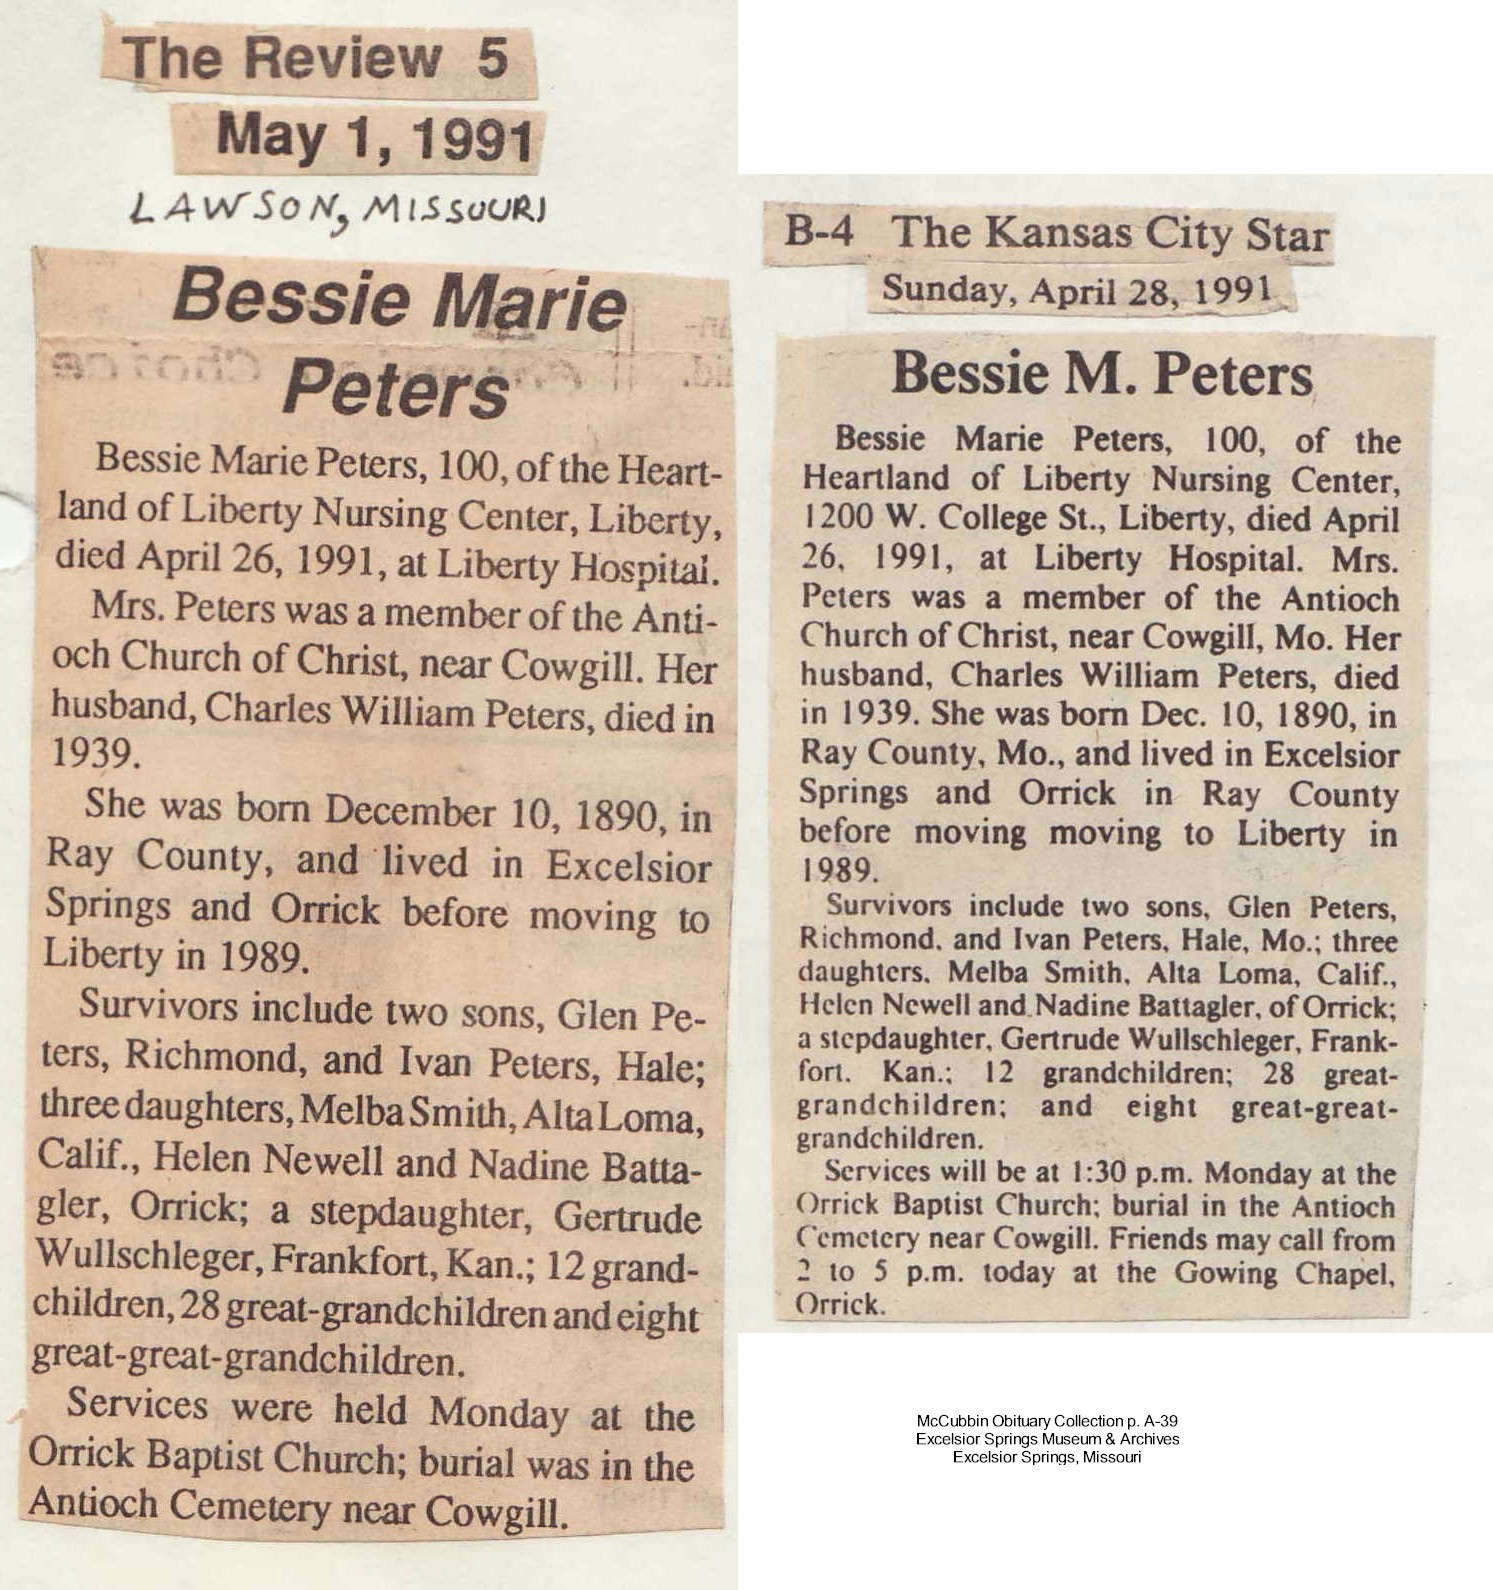 The Review 5
May 1, 1991
LAWSON, MISSOURI
Bessie Marie
Peters
Bessie Marie Peters, 100, of the Heart-
land of Liberty Nursing Center, Liberty,
died April 26, 1991, at Liberty Hospital.
Mrs. Peters was a member of the Anti-
och Church of Christ, near Cowgill. Her
husband, Charles William Peters, died in
1939.
She was born December 10, 1890, in
Ray County, and lived in Excelsior
Springs and Orrick before moving to
Liberty in 1989.
Survivors include two sons, Glen Pe-
ters, Richmond, and Ivan Peters, Hale;
three daughters, Melba Smith, Alta Loma,
Calif., Helen Newell and Nadine Batta-
gler, Orrick; a stepdaughter, Gertrude
Wullschleger, Frankfort, Kan.; 12 grand-
children, 28 great-grandchildren and eight
great-great-grandchildren.
Services were held Monday at the
Orrick Baptist Church; burial was in the
Antioch Cemetery near Cowgill.
B-4 The Kansas City Star
Sunday, April 28, 1991
Bessie M. Peters
Bessie Marie Peters, 100, of the
Heartland of Liberty Nursing Center,
1200 W. College St., Liberty, died April
26, 1991, at Liberty Hospital. Mrs.
Peters was a member of the Antioch
Church of Christ, near Cowgill, Mo. Her
husband, Charles William Peters, died
in 1939. She was born Dec. 10, 1890, in
Ray County, Mo., and lived in Excelsior
Springs and Orrick in Ray County
before moving moving to Liberty in
1989.
Survivors include two sons, Glen Peters,
Richmond, and Ivan Peters, Hale, Mo.; three
daughters, Melba Smith, Alta Loma, Calif.,
Helen Newell and Nadine Battagler, of Orrick;
a stepdaughter, Gertrude Wullschleger, Frank-
fort, Kan.; 12 grandchildren; 28 great-
grandchildren; and eight great-great-
grandchildren.
Services will be at 1:30 p.m. Monday at the
Orrick Baptist Church; burial in the Antioch
Cemetery near Cowgill. Friends may call from
2 to 5 p.m. today at the Gowing Chapel,
Orrick.
McCubbin Obituary Collection p. A-39
Excelsior Springs Museum & Archives
Excelsior Springs, Missouri